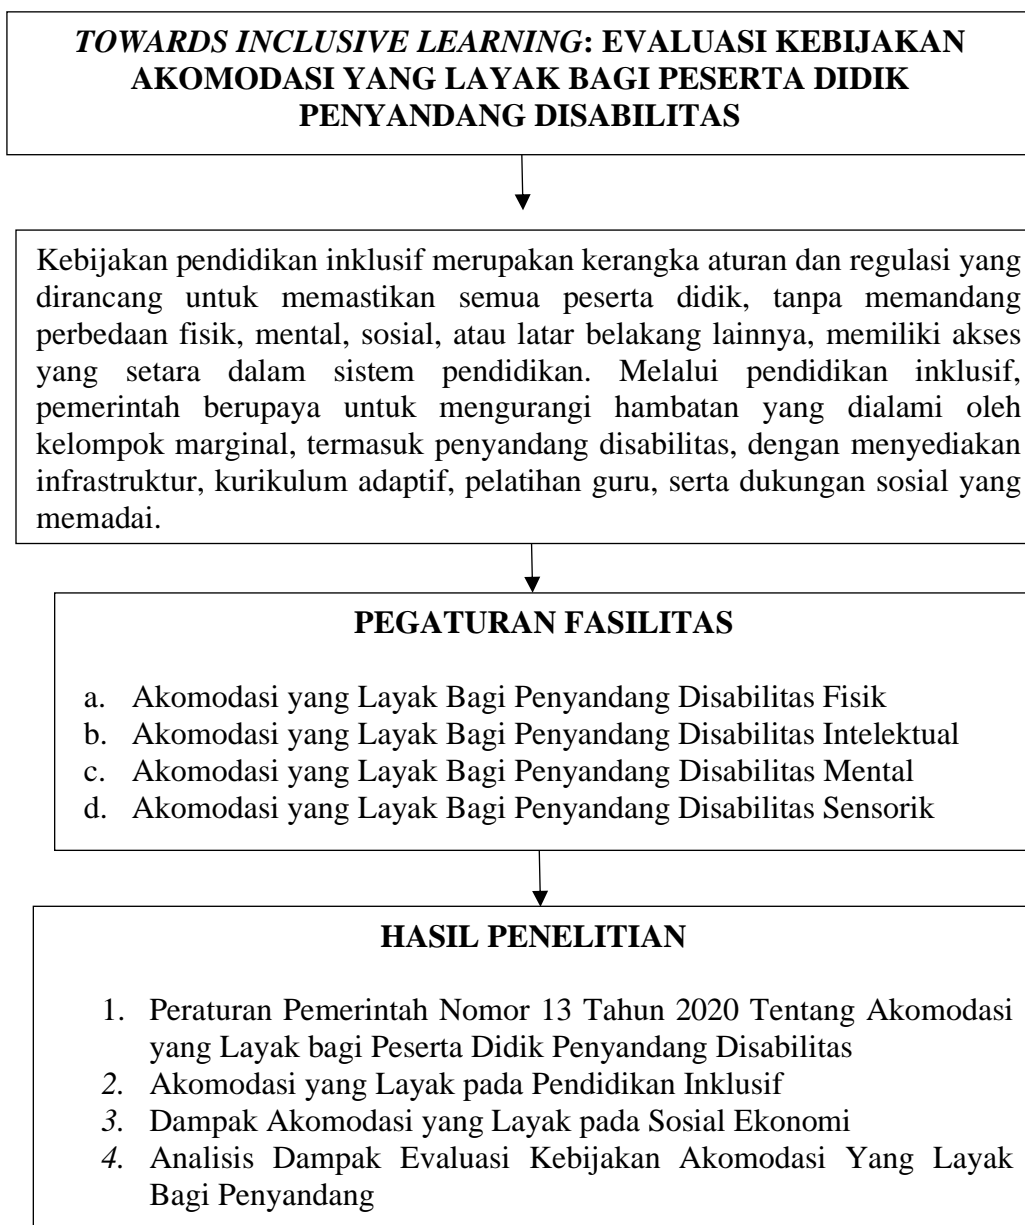 TOWARDS INCLUSIVE LEARNING: EVALUASI KEBIJAKAN
AKOMODASI YANG LAYAK BAGI PESERTA DIDIK
PENYANDANG DISABILITAS
Kebijakan pendidikan inklusif merupakan kerangka aturan dan regulasi yang
dirancang untuk memastikan semua peserta didik, tanpa memandang
perbedaan fisik, mental, sosial, atau latar belakang lainnya, memiliki akses
yang setara dalam sistem pendidikan. Melalui pendidikan inklusif,
pemerintah berupaya untuk mengurangi hambatan yang dialami oleh
kelompok marginal, termasuk penyandang disabilitas, dengan menyediakan
infrastruktur, kurikulum adaptif, pelatihan guru, serta dukungan sosial yang
memadai.
PEGATURAN FASILITAS
a. Akomodasi yang Layak Bagi Penyandang Disabilitas Fisik
b. Akomodasi yang Layak Bagi Penyandang Disabilitas Intelektual
c. Akomodasi yang Layak Bagi Penyandang Disabilitas Mental
d. Akomodasi yang Layak Bagi Penyandang Disabilitas Sensorik
HASIL PENELITIAN
1. Peraturan Pemerintah Nomor 13 Tahun 2020 Tentang Akomodasi
yang Layak bagi Peserta Didik Penyandang Disabilitas
2. Akomodasi yang Layak pada Pendidikan Inklusif
3. Dampak Akomodasi yang Layak pada Sosial Ekonomi
4. Analisis Dampak Evaluasi Kebijakan Akomodasi Yang Layak
Bagi Penyandang